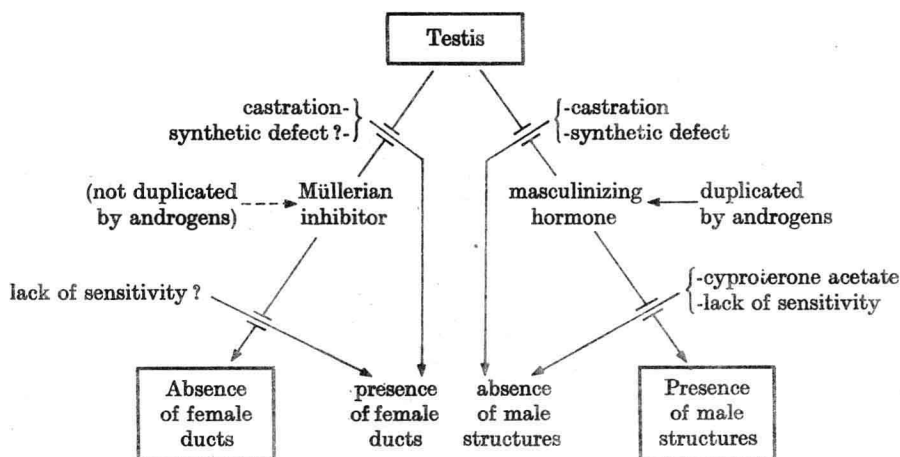 Testis
castration-
synthetic defect ?-
-castration
-synthetic defect
(not duplicated
by androgens)
Müllerian
inhibitor
masculinizing
hormone
duplicated
by androgens
lack of sensitivity ?
-cyproterone acetate
-lack of sensitivity
Absence
of female
ducts
presence
of female
ducts
absence
of male
structures
Presence
of male
structures